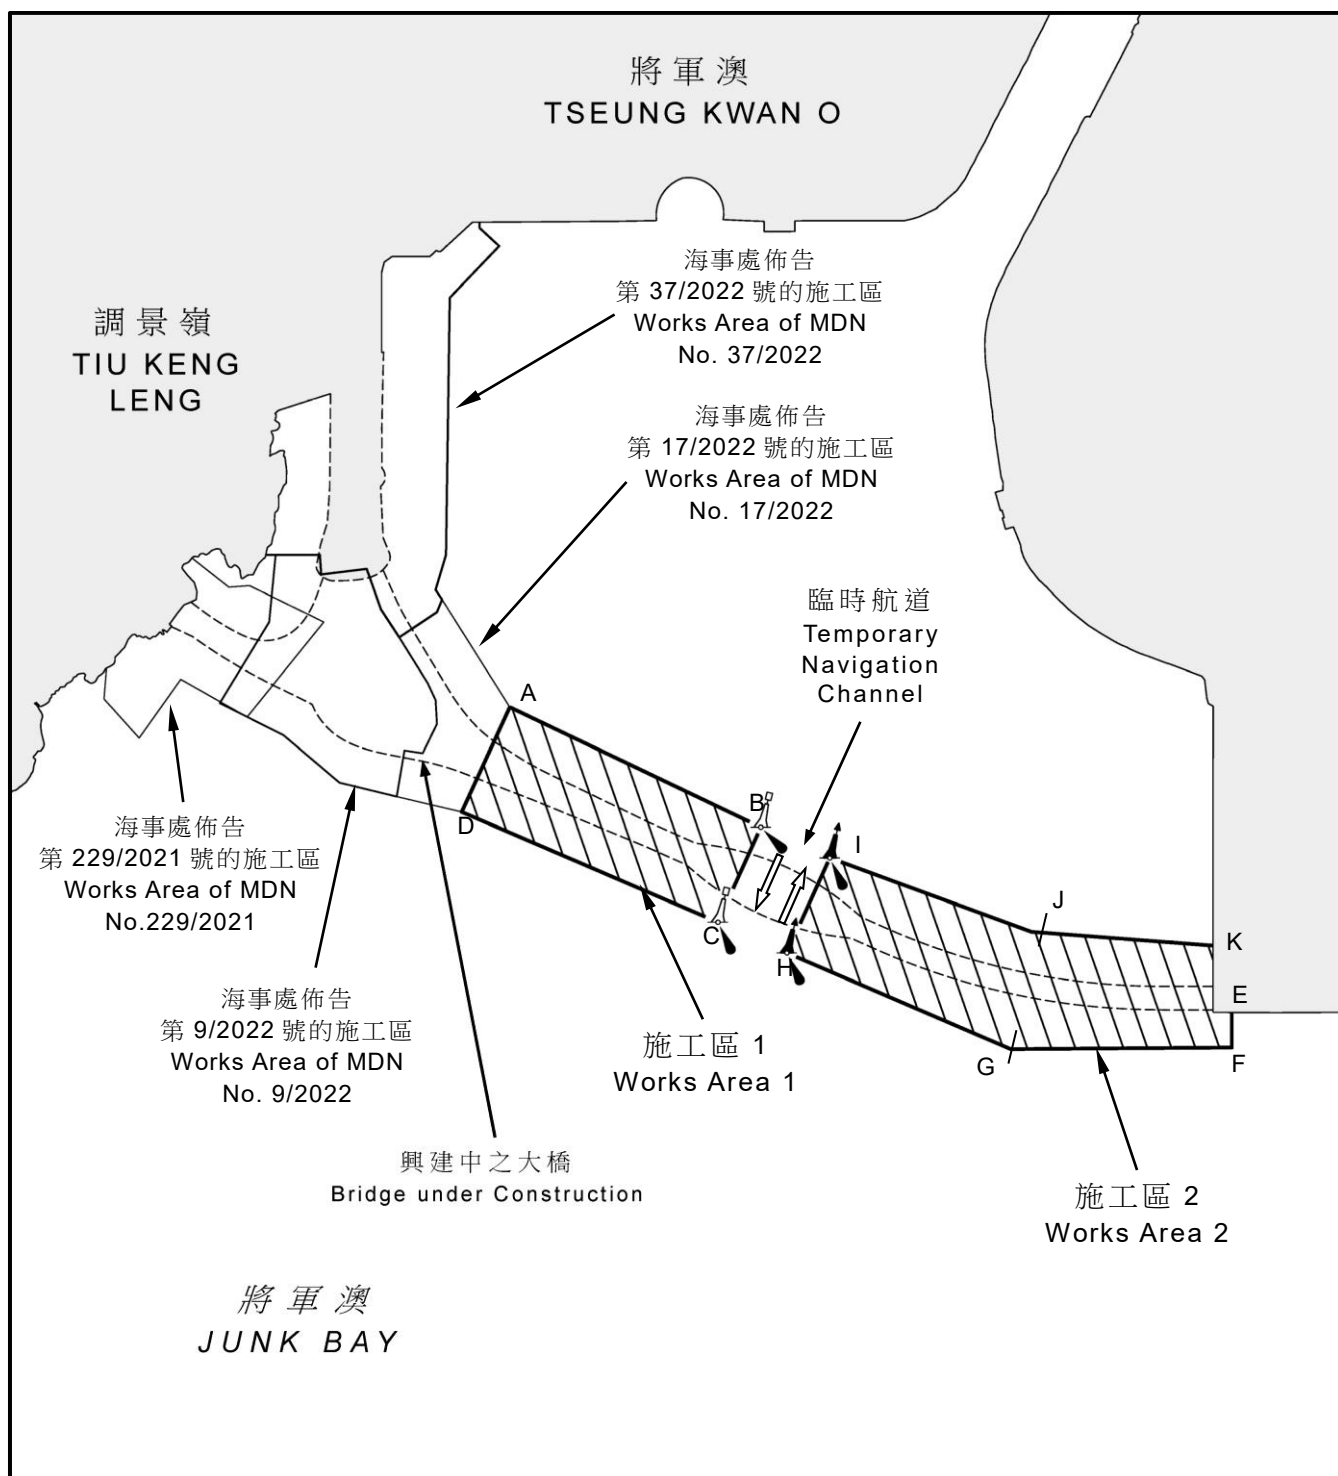 將軍澳
TSEUNG KWAN O
海事處佈告
第 37/2022 號的施工區
Works Area of MDN
No. 37/2022
調景嶺
TIU KENG
LENG
海事處佈告
第 17/2022 號的施工區
Works Area of MDN
No. 17/2022
臨時航道
Temporary
Navigation
Channel
A
B
I
D
J
C
K
H
E
G
F
海事處佈告
第 229/2021 號的施工區
Works Area of MDN
No.229/2021
海事處佈告
第 9/2022 號的施工區
Works Area of MDN
No. 9/2022
施工區 1
Works Area 1
興建中之大橋
Bridge under Construction
施工區 2
Works Area 2
將軍澳
JUNK BAY